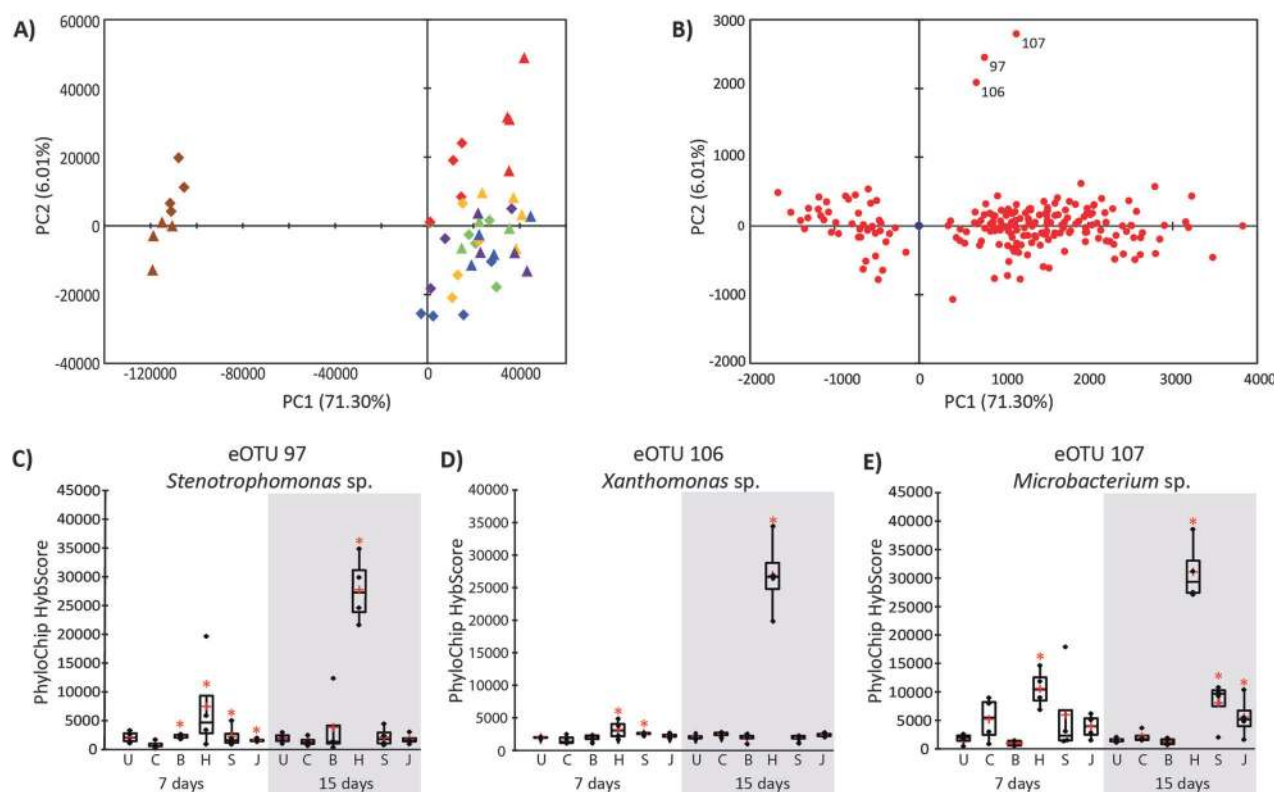 A)
60000
40000
20000
0
-20000
-40000
PC2 (6.01%)
-120000 -80000 -40000 0 40000
PC1 (71.30%)
B)
3000
2000
1000
0
-1000
-2000
PC2 (6.01%)
107
97
106
-2000 -1000 0 1000 2000 3000 4000
PC1 (71.30%)
C)
eOTU 97
Stenotrophomonas sp.
PhyloChip HybScore
45000
40000
35000
30000
25000
20000
15000
10000
5000
0
* * * * * *
U C B H S J U C B H S J
7 days 15 days
D)
eOTU 106
Xanthomonas sp.
PhyloChip HybScore
40000
35000
30000
25000
20000
15000
10000
5000
0
* * *
U C B H S J U C B H S J
7 days 15 days
E)
eOTU 107
Microbacterium sp.
PhyloChip HybScore
45000
40000
35000
30000
25000
20000
15000
10000
5000
0
* * * *
U C B H S J U C B H S J
7 days 15 days